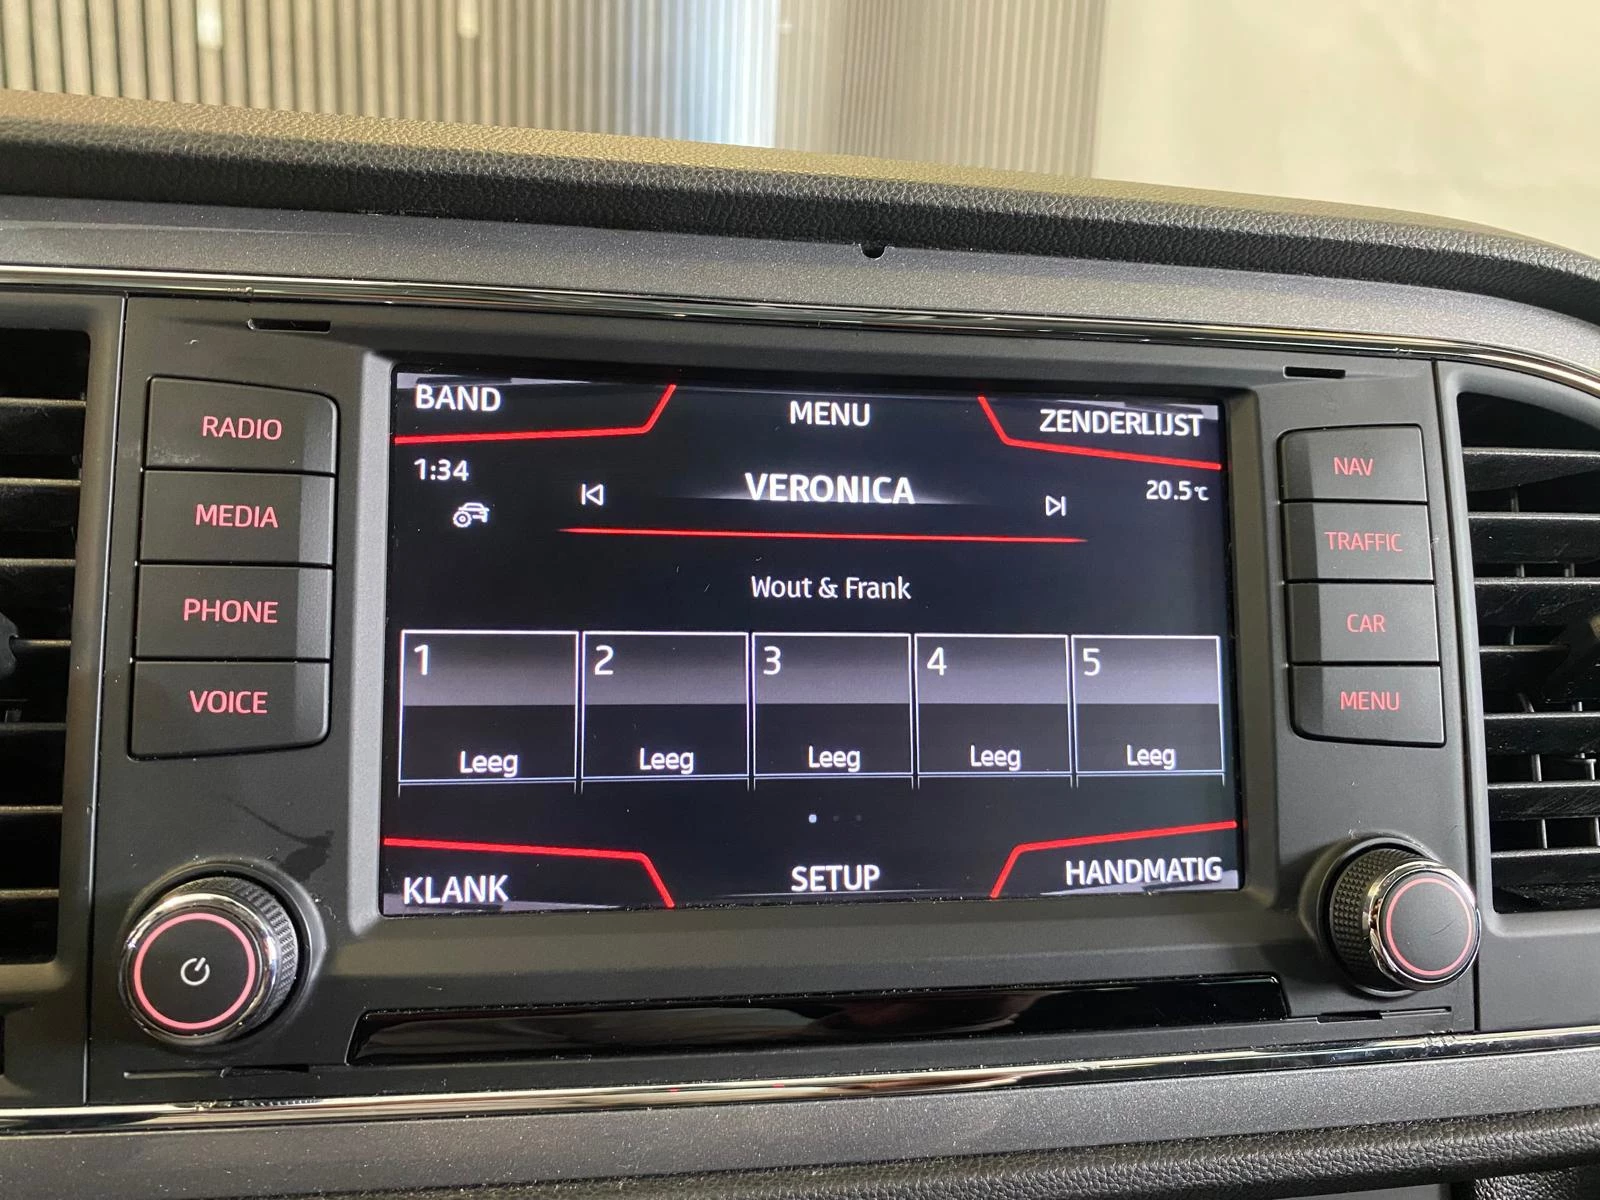 RADIO
MEDIA
PHONE
VOICE
BAND
MENU
ZENDERLIJST
1:34
VERONICA
20.5°C
Wout & Frank
1
2
3
4
5
Leeg
Leeg
Leeg
Leeg
Leeg
KLANK
SETUP
HANDMATIG
NAV
TRAFFIC
CAR
MENU